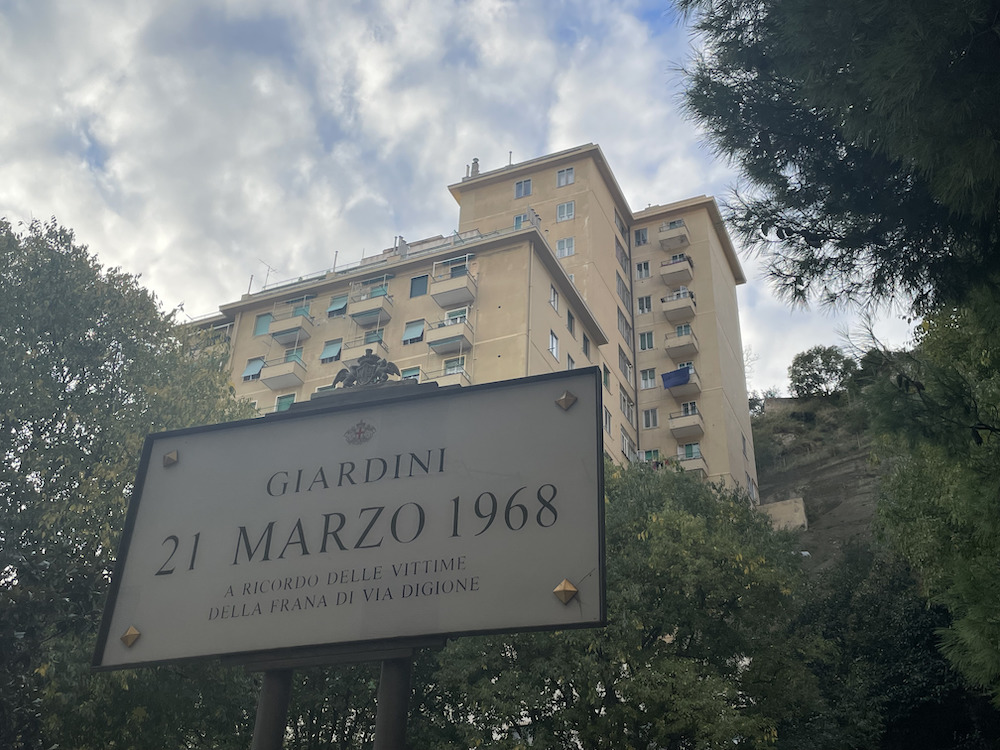 GIARDINI
21 MARZO 1968
A RICORDO DELLE VITTIME
DELLA FRANA DI VIA DIGIONE